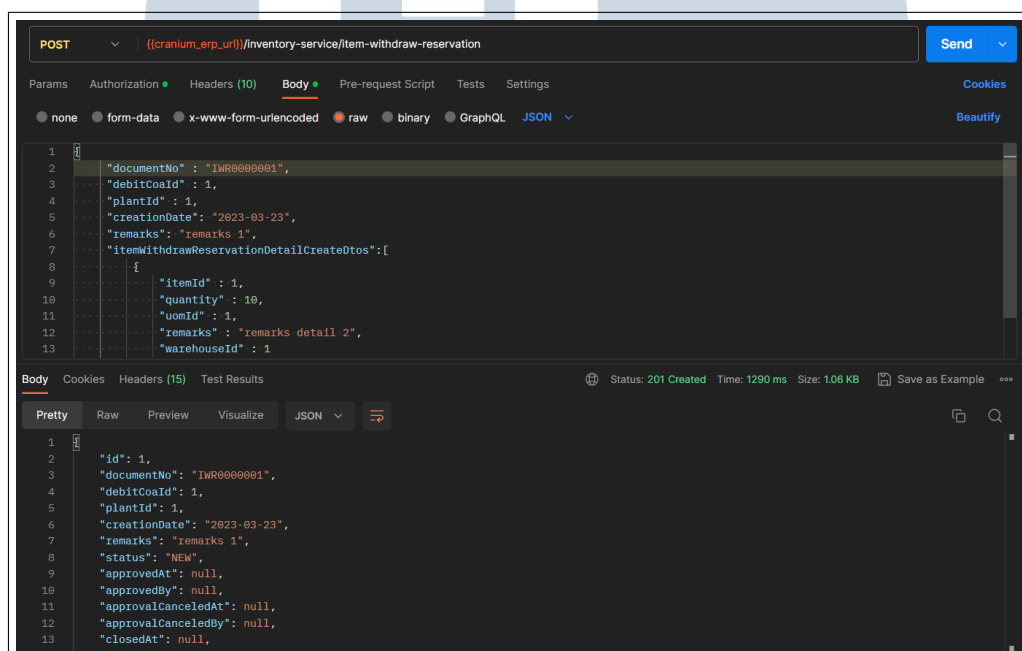 POST {{cranium_erp_url}}/inventory-service/item-withdraw-reservation Send
Params Authorization Headers (10) Body Pre-request Script Tests Settings Cookies
none form-data x-www-form-urlencoded raw binary GraphQL JSON Beautify
1 {
2 "documentNo" : "IWR0000001",
3 "debitCoaId" : 1,
4 "plantId" : 1,
5 "creationDate": "2023-03-23",
6 "remarks": "remarks 1",
7 "itemWithdrawReservationDetailCreateDtos":[
8 {
9 "itemId" : 1,
10 "quantity" : 10,
11 "uomId" : 1,
12 "remarks" : "remarks detail 2",
13 "warehouseId" : 1
Body Cookies Headers (15) Test Results Status: 201 Created Time: 1290 ms Size: 1.06 KB Save as Example
Pretty Raw Preview Visualize JSON
1 {
2 "id": 1,
3 "documentNo": "IWR0000001",
4 "debitCoaId": 1,
5 "plantId": 1,
6 "creationDate": "2023-03-23",
7 "remarks": "remarks 1",
8 "status": "NEW",
9 "approvedAt": null,
10 "approvedBy": null,
11 "approvalCanceledAt": null,
12 "approvalCanceledBy": null,
13 "closedAt": null,